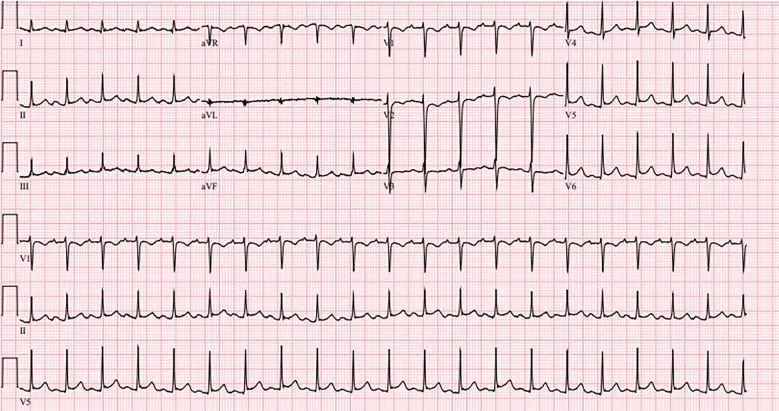 I aVR V1 V4
II aVL V2 V5
III aVF V3 V6
V1
II
V5